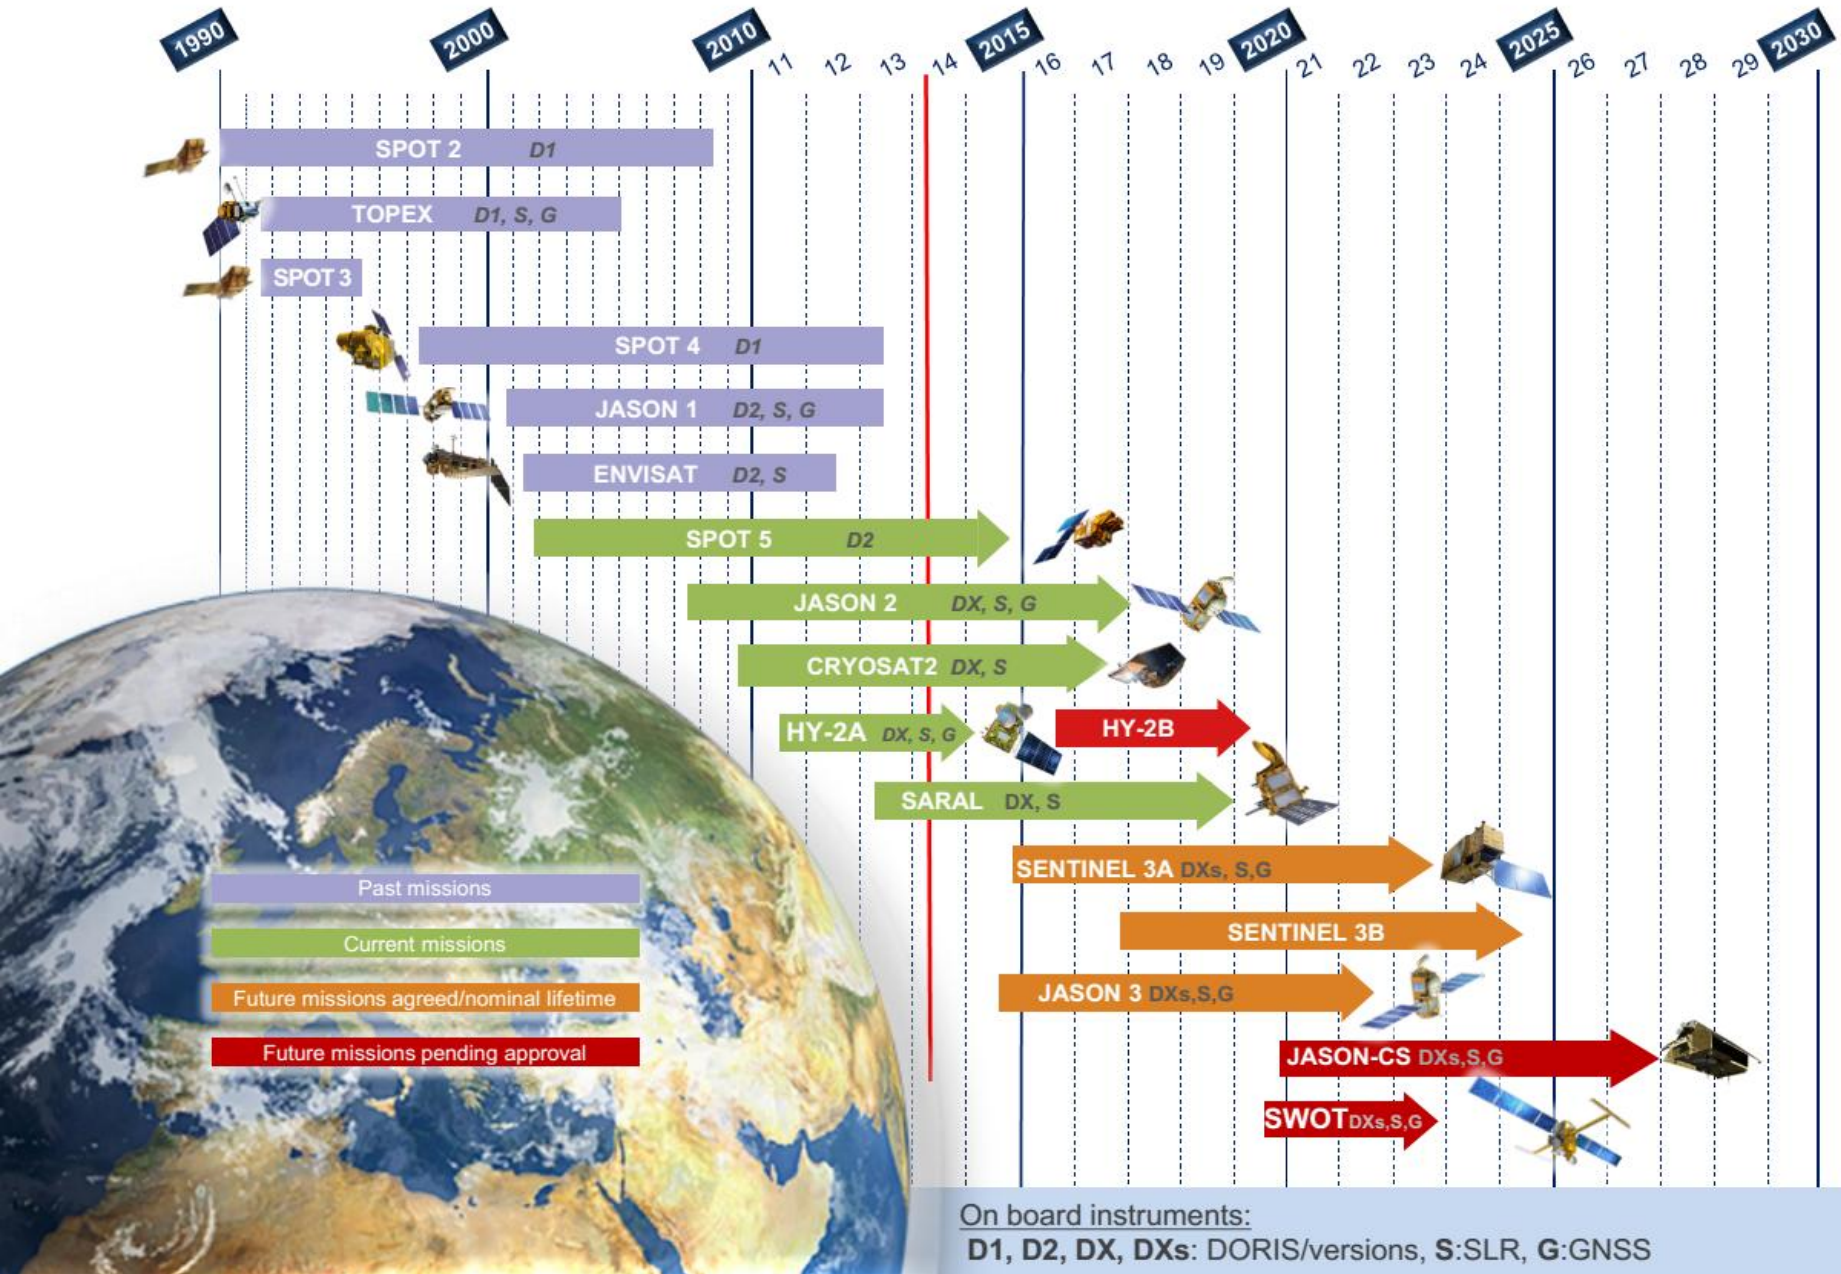 1990
2000
2010
11
12
13
14
2015
16
17
18
19
2020
21
22
23
24
2025
26
27
28
29
2030
SPOT 2 D1
TOPEX D1, S, G
SPOT 3
SPOT 4 D1
JASON 1 D2, S, G
ENVISAT D2, S
SPOT 5 D2
JASON 2 DX, S, G
CRYOSAT2 DX, S
HY-2A DX, S, G
HY-2B
SARAL DX, S
SENTINEL 3A DXs, S,G
SENTINEL 3B
JASON 3 DXs,S,G
JASON-CS DXs,S,G
SWOT DXs,S,G
Past missions
Current missions
Future missions agreed/nominal lifetime
Future missions pending approval
On board instruments:
D1, D2, DX, DXs: DORIS/versions, S:SLR, G:GNSS